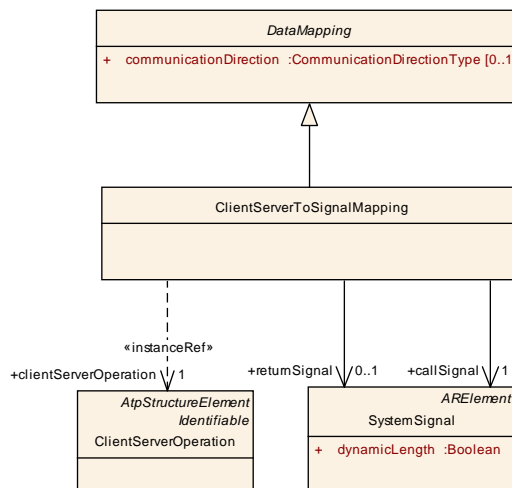 DataMapping
+ communicationDirection :CommunicationDirectionType [0..1
ClientServerToSignalMapping
«instanceRef»
+clientServerOperation 1
+returnSignal 0..1
+callSignal 1
AtpStructureElement
Identifiable
ClientServerOperation
ARElement
SystemSignal
+ dynamicLength :Boolean